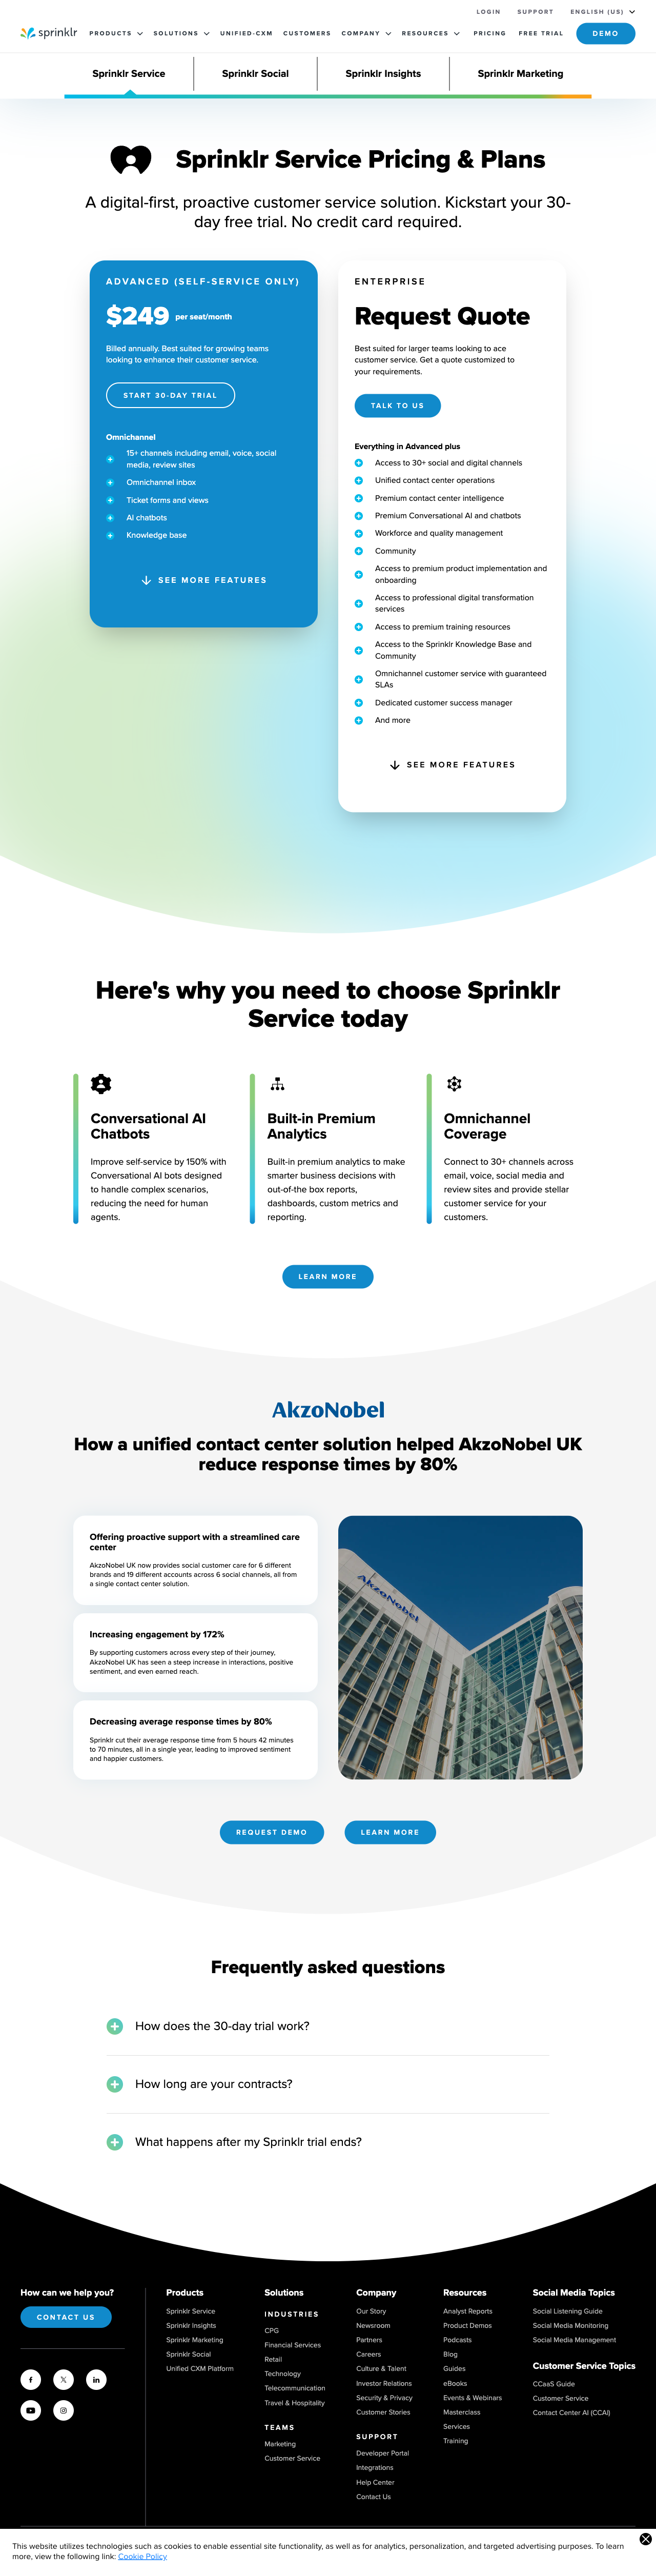 LOGIN SUPPORT ENGLISH (US)
sprinklr PRODUCTS SOLUTIONS UNIFIED-CXM CUSTOMERS COMPANY RESOURCES PRICING FREE TRIAL DEMO
Sprinklr Service Sprinklr Social Sprinklr Insights Sprinklr Marketing
Sprinklr Service Pricing & Plans
A digital-first, proactive customer service solution. Kickstart your 30-
day free trial. No credit card required.
ADVANCED (SELF-SERVICE ONLY)
$249 per seat/month
Billed annually. Best suited for growing teams
looking to enhance their customer service.
START 30-DAY TRIAL
Omnichannel
15+ channels including email, voice, social
media, review sites
Omnichannel inbox
Ticket forms and views
AI chatbots
Knowledge base
SEE MORE FEATURES
ENTERPRISE
Request Quote
Best suited for larger teams looking to ace
customer service. Get a quote customized to
your requirements.
TALK TO US
Everything in Advanced plus
Access to 30+ social and digital channels
Unified contact center operations
Premium contact center intelligence
Premium Conversational AI and chatbots
Workforce and quality management
Community
Access to premium product implementation and
onboarding
Access to professional digital transformation
services
Access to premium training resources
Access to the Sprinklr Knowledge Base and
Community
Omnichannel customer service with guaranteed
SLAs
Dedicated customer success manager
And more
SEE MORE FEATURES
Here's why you need to choose Sprinklr
Service today
Conversational AI
Chatbots
Improve self-service by 150% with
Conversational AI bots designed
to handle complex scenarios,
reducing the need for human
agents.
Built-in Premium
Analytics
Built-in premium analytics to make
smarter business decisions with
out-of-the box reports,
dashboards, custom metrics and
reporting.
Omnichannel
Coverage
Connect to 30+ channels across
email, voice, social media and
review sites and provide stellar
customer service for your
customers.
LEARN MORE
AkzoNobel
How a unified contact center solution helped AkzoNobel UK
reduce response times by 80%
Offering proactive support with a streamlined care
center
AkzoNobel UK now provides social customer care for 6 different
brands and 19 different accounts across 6 social channels, all from
a single contact center solution.
Increasing engagement by 172%
By supporting customers across every step of their journey,
AkzoNobel UK has seen a steep increase in interactions, positive
sentiment, and even earned reach.
Decreasing average response times by 80%
Sprinklr cut their average response time from 5 hours 42 minutes
to 70 minutes, all in a single year, leading to improved sentiment
and happier customers.
AkzoNobel
REQUEST DEMO LEARN MORE
Frequently asked questions
How does the 30-day trial work?
How long are your contracts?
What happens after my Sprinklr trial ends?
How can we help you?
CONTACT US
Products
Sprinklr Service
Sprinklr Insights
Sprinklr Marketing
Sprinklr Social
Unified CXM Platform
Solutions
INDUSTRIES
CPG
Financial Services
Retail
Technology
Telecommunication
Travel & Hospitality
TEAMS
Marketing
Customer Service
Company
Our Story
Newsroom
Partners
Careers
Culture & Talent
Investor Relations
Security & Privacy
Customer Stories
SUPPORT
Developer Portal
Integrations
Help Center
Contact Us
Resources
Analyst Reports
Product Demos
Podcasts
Blog
Guides
eBooks
Events & Webinars
Masterclass
Services
Training
Social Media Topics
Social Listening Guide
Social Media Monitoring
Social Media Management
Customer Service Topics
CCaaS Guide
Customer Service
Contact Center AI (CCAI)
This website utilizes technologies such as cookies to enable essential site functionality, as well as for analytics, personalization, and targeted advertising purposes. To learn
more, view the following link: Cookie Policy